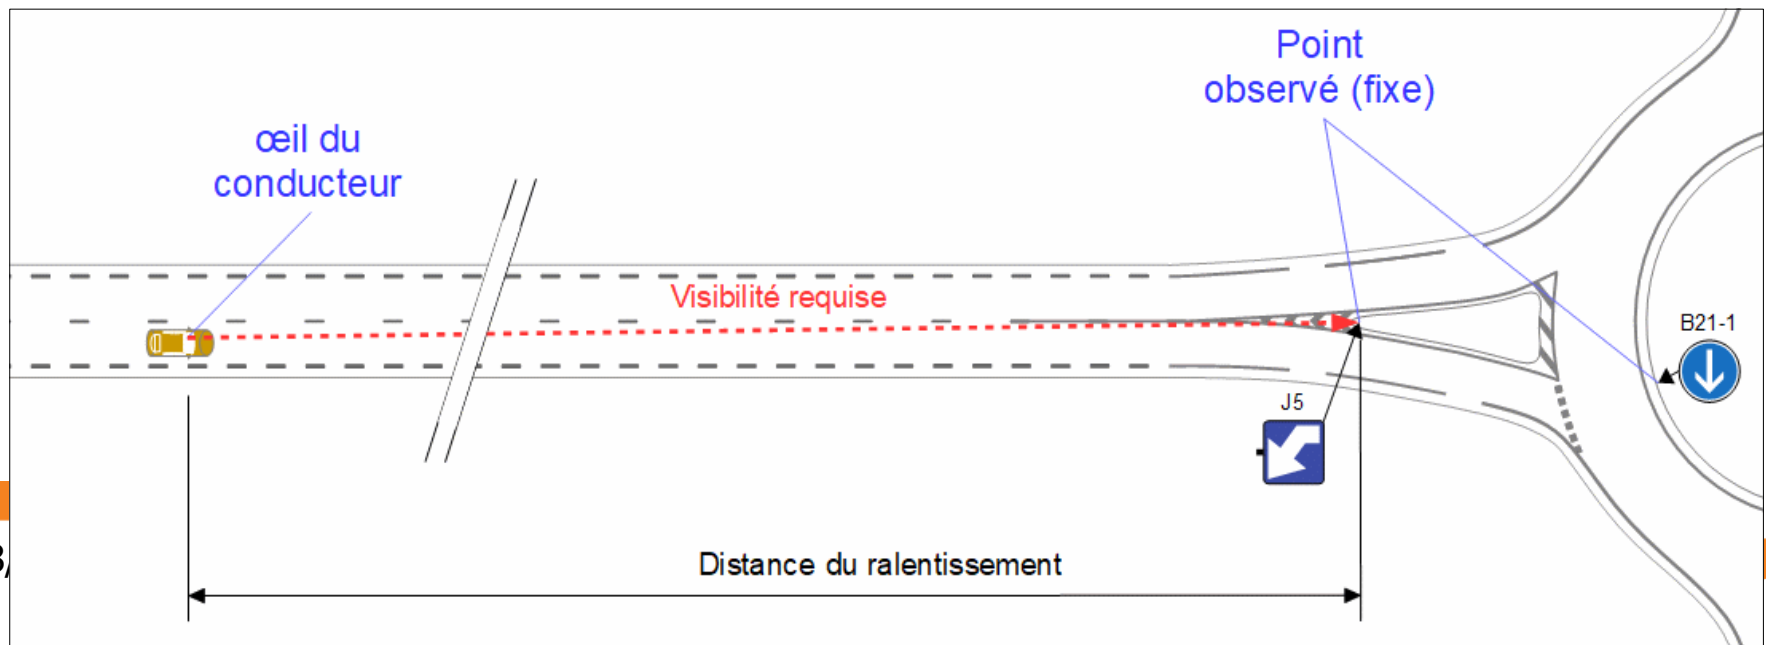 Point
observé (fixe)
œil du
conducteur
Visibilité requise
B21-1
J5
Distance du ralentissement